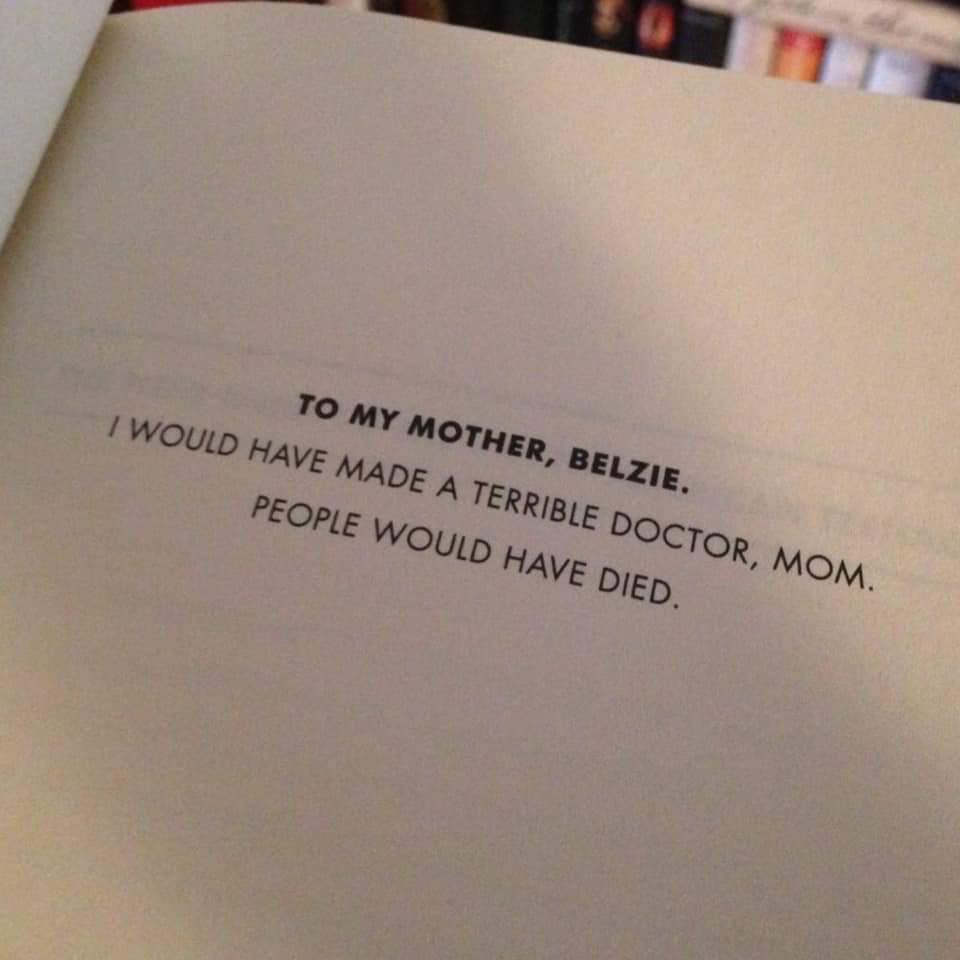 TO MY MOTHER, BELZIE.
I WOULD HAVE MADE A TERRIBLE DOCTOR, MOM.
PEOPLE WOULD HAVE DIED.